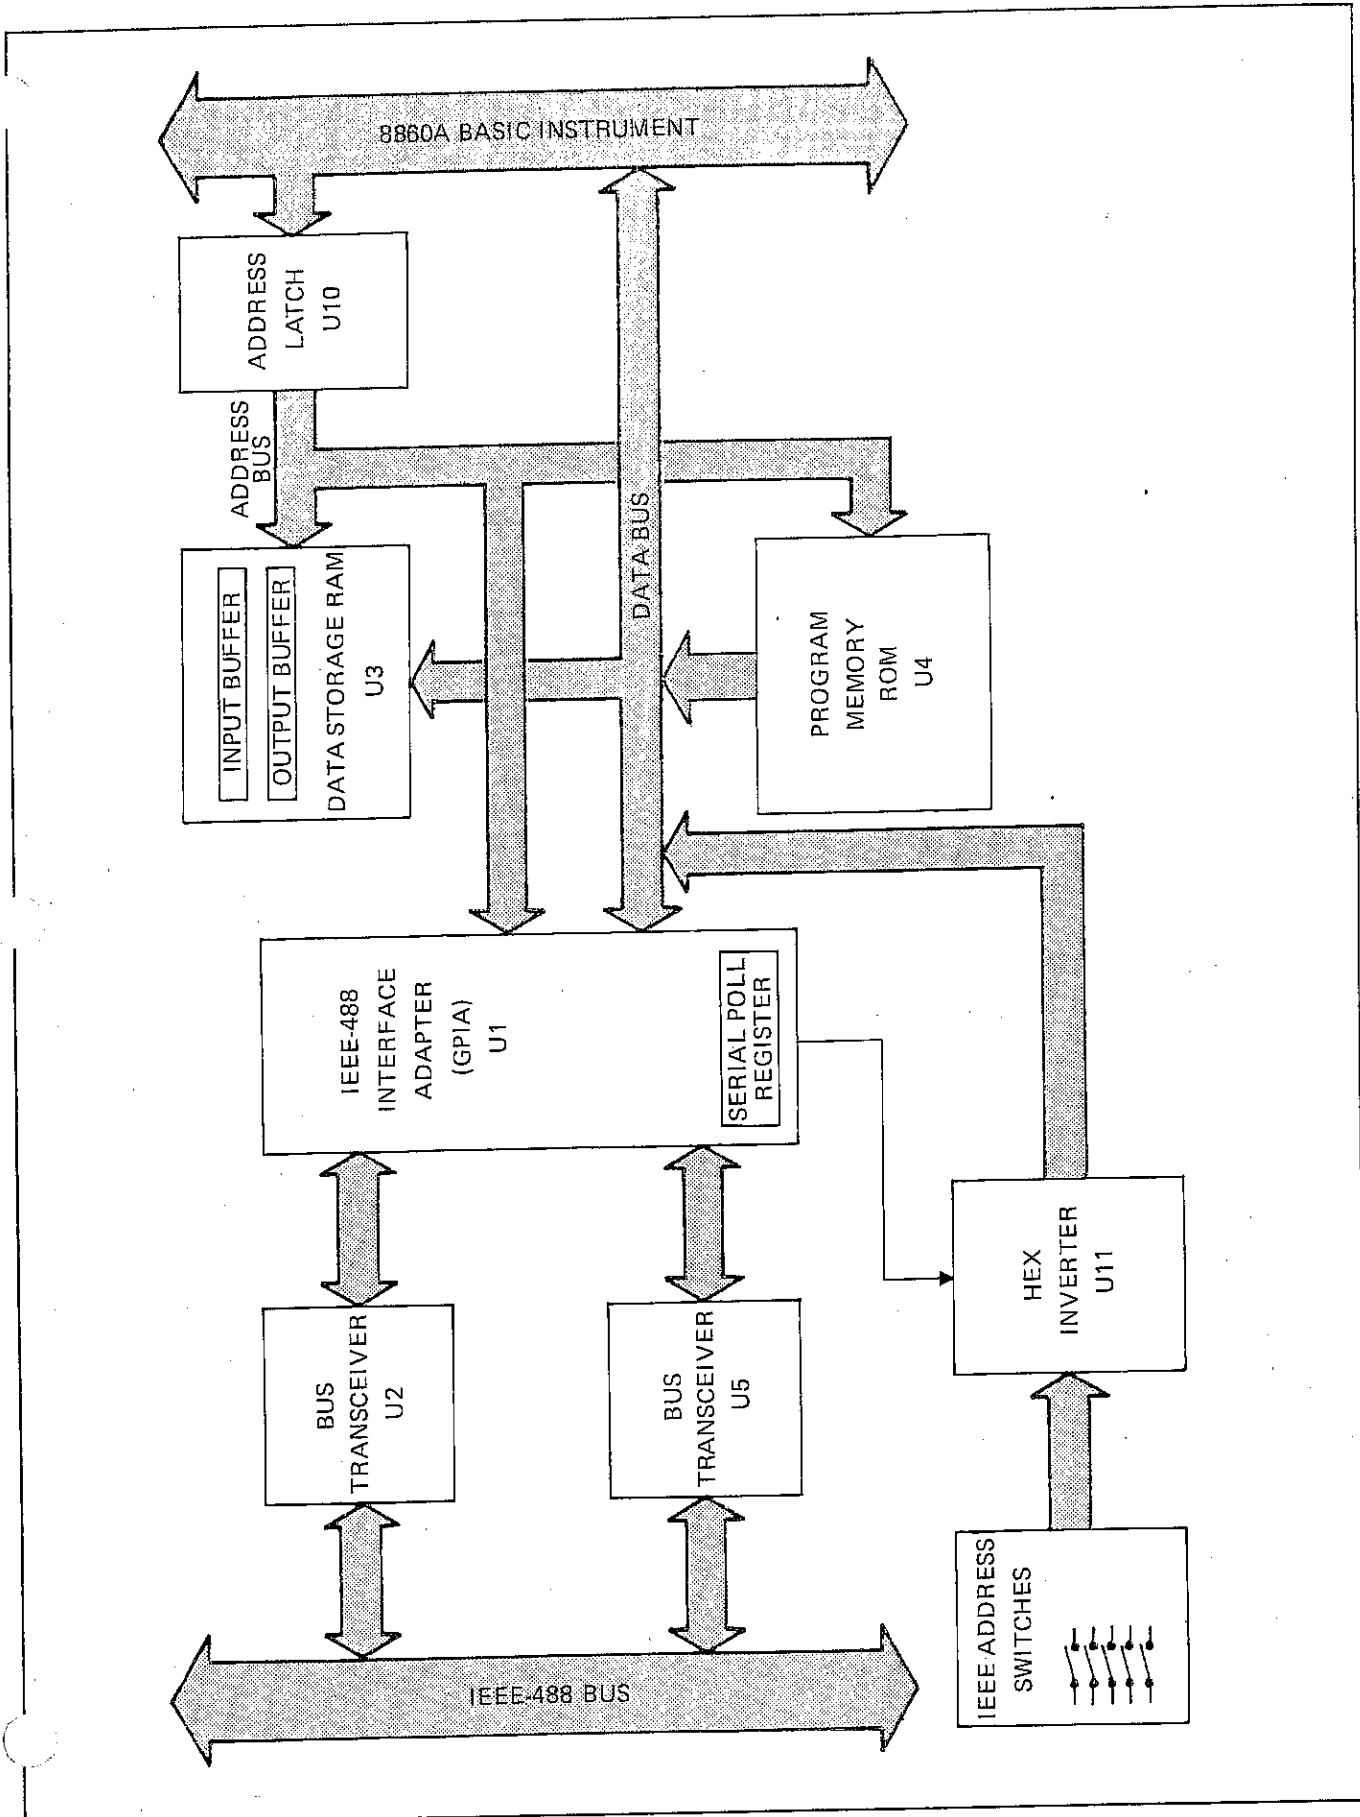 IEEE-488 BUS
BUS
TRANSCEIVER
U2
BUS
TRANSCEIVER
U5
IEEE ADDRESS
SWITCHES
IEEE-488
INTERFACE
ADAPTER
(GPIA)
U1
SERIAL POLL
REGISTER
HEX
INVERTER
U11
INPUT BUFFER
OUTPUT BUFFER
DATA STORAGE RAM
U3
ADDRESS
BUS
DATA BUS
PROGRAM
MEMORY
ROM
U4
ADDRESS
LATCH
U10
8860A BASIC INSTRUMENT